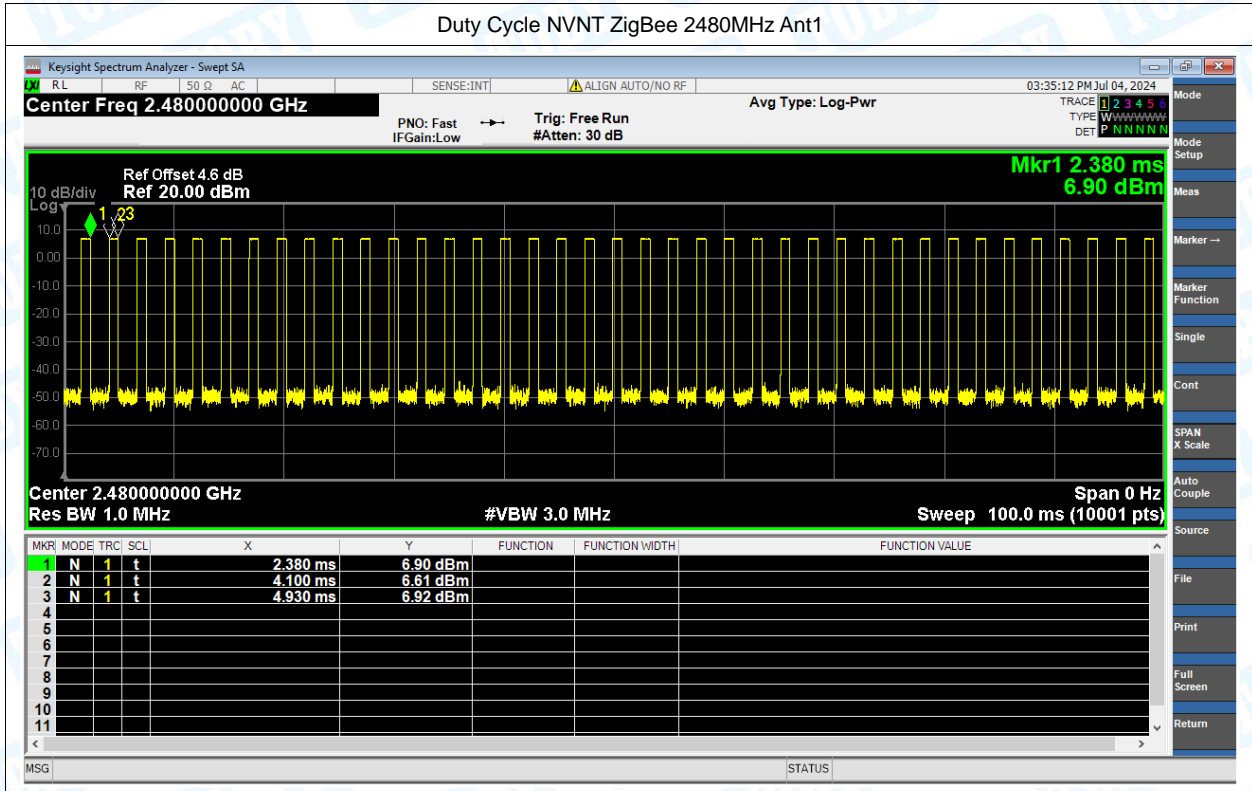 Duty Cycle NVNT ZigBee 2480MHz Ant1
Keysight Spectrum Analyzer - Swept SA
LXI RL RF 50 Ω AC SENSE:INT ALIGN AUTO/NO RF 03:35:12 PM Jul 04, 2024
Center Freq 2.480000000 GHz
PNO: Fast
IFGain:Low
Trig: Free Run
#Atten: 30 dB
Avg Type: Log-Pwr
TRACE 1 2 3 4 5 6
TYPE WWWWWW
DET P N N N N N
Mkr1 2.380 ms
6.90 dBm
Ref Offset 4.6 dB
Ref 20.00 dBm
10 dB/div
Log
1 2 3
10.0
0.00
-10.0
-20.0
-30.0
-40.0
-50.0
-60.0
-70.0
Center 2.480000000 GHz Span 0 Hz
Res BW 1.0 MHz #VBW 3.0 MHz Sweep 100.0 ms (10001 pts)
MKR MODE TRC SCL X Y FUNCTION FUNCTION WIDTH FUNCTION VALUE
1 N 1 t 2.380 ms 6.90 dBm
2 N 1 t 4.100 ms 6.61 dBm
3 N 1 t 4.930 ms 6.92 dBm
4
5
6
7
8
9
10
11
MSG STATUS
Mode
Mode
Setup
Meas
Marker →
Marker
Function
Single
Cont
SPAN
X Scale
Auto
Couple
Source
File
Print
Full
Screen
Return